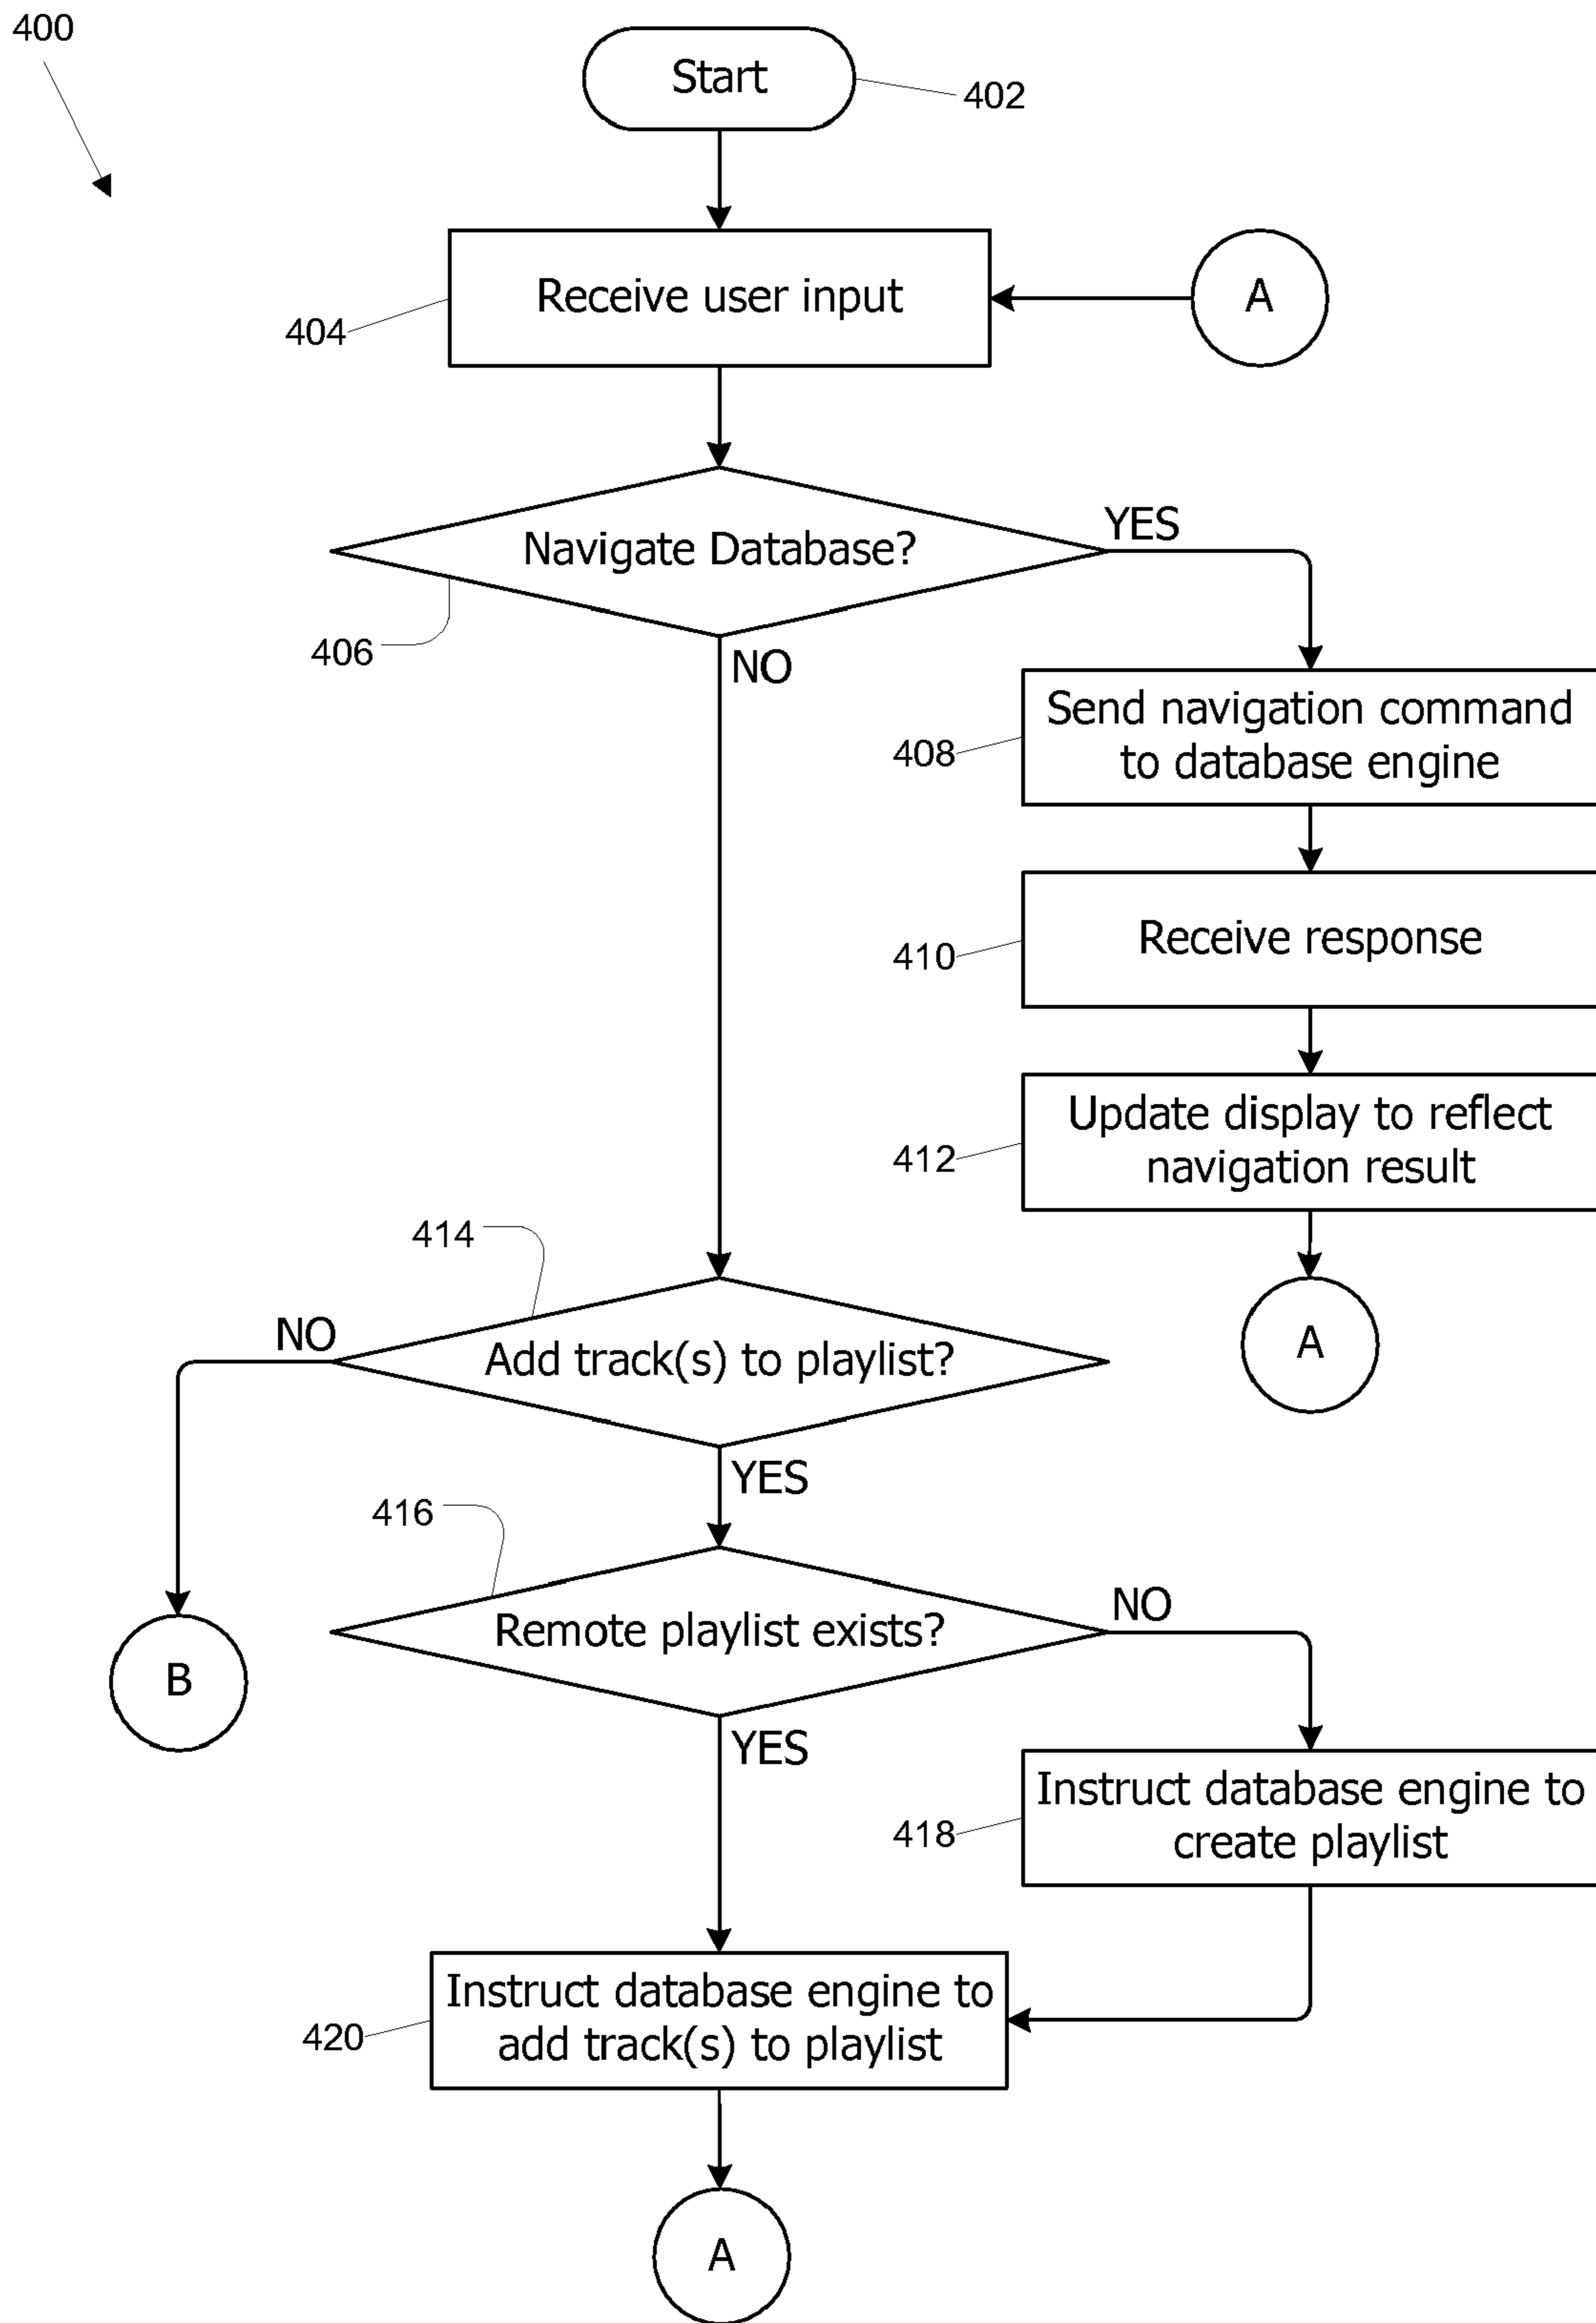 400
Start
402
Receive user input
A
404
Navigate Database?
YES
406
NO
Send navigation command
to database engine
408
Receive response
410
Update display to reflect
navigation result
412
414
NO
Add track(s) to playlist?
A
YES
416
Remote playlist exists?
NO
B
YES
Instruct database engine to
create playlist
418
Instruct database engine to
add track(s) to playlist
420
A